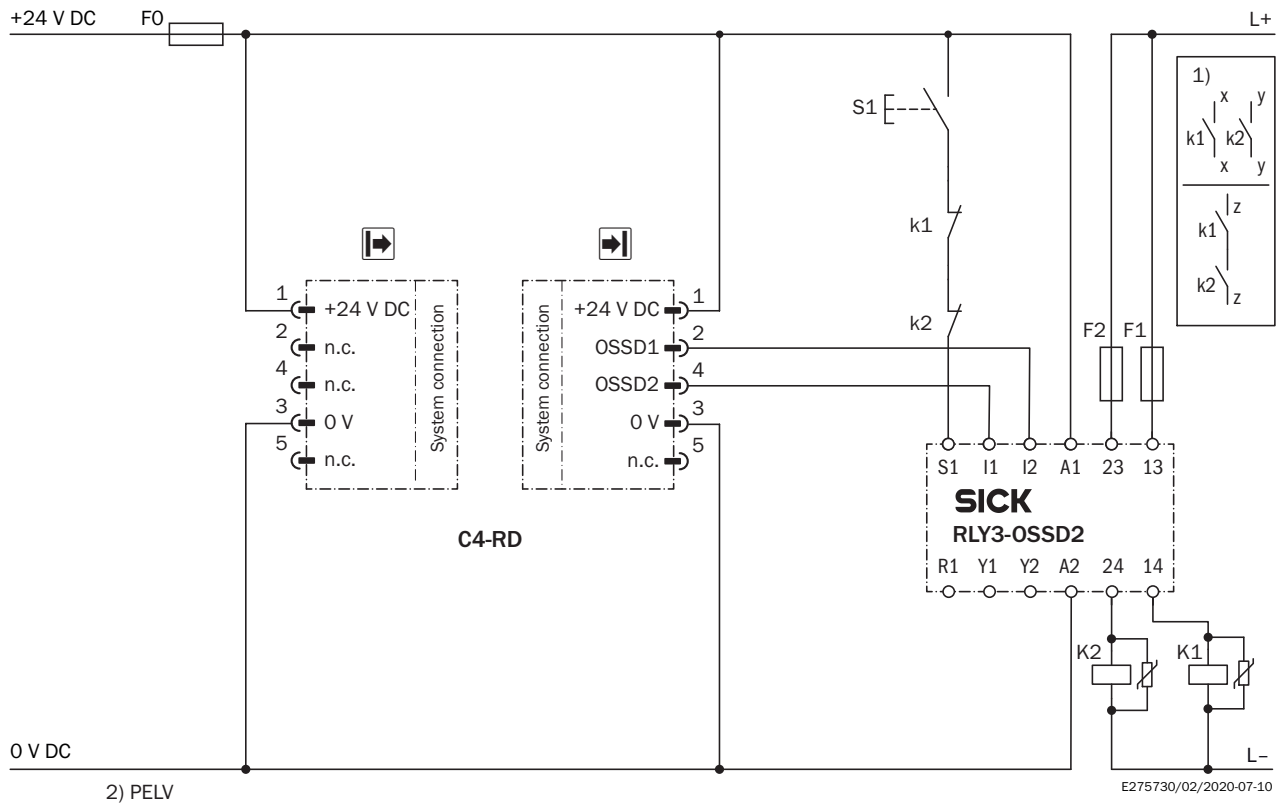 +24 V DC
F0
L+
1)
x
y
k1
k2
x
y
z
k1
k2
z
S1
k1
k2
F2
F1
1
+24 V DC
2
n.c.
4
n.c.
3
0 V
5
n.c.
System connection
System connection
+24 V DC
1
OSSD1
2
OSSD2
4
0 V
3
n.c.
5
C4-RD
S1 I1 I2 A1 23 13
SICK
RLY3-OSSD2
R1 Y1 Y2 A2 24 14
K2
K1
0 V DC
L–
2) PELV
E275730/02/2020-07-10